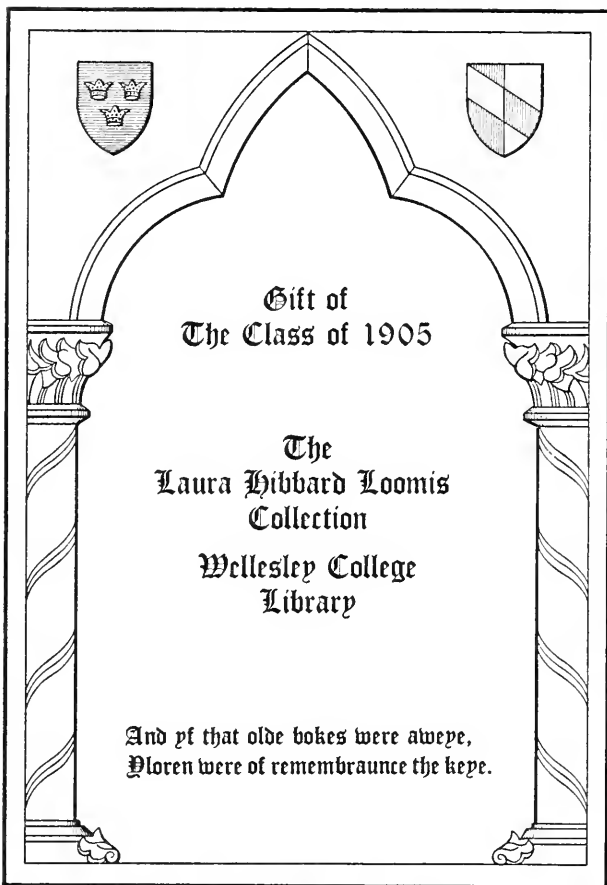 Gift of
The Class of 1905
The
Laura Hibbard Loomis
Collection
Wellesley College
Library
And yf that olde bokes were aweye,
Yloren were of remembraunce the keye.